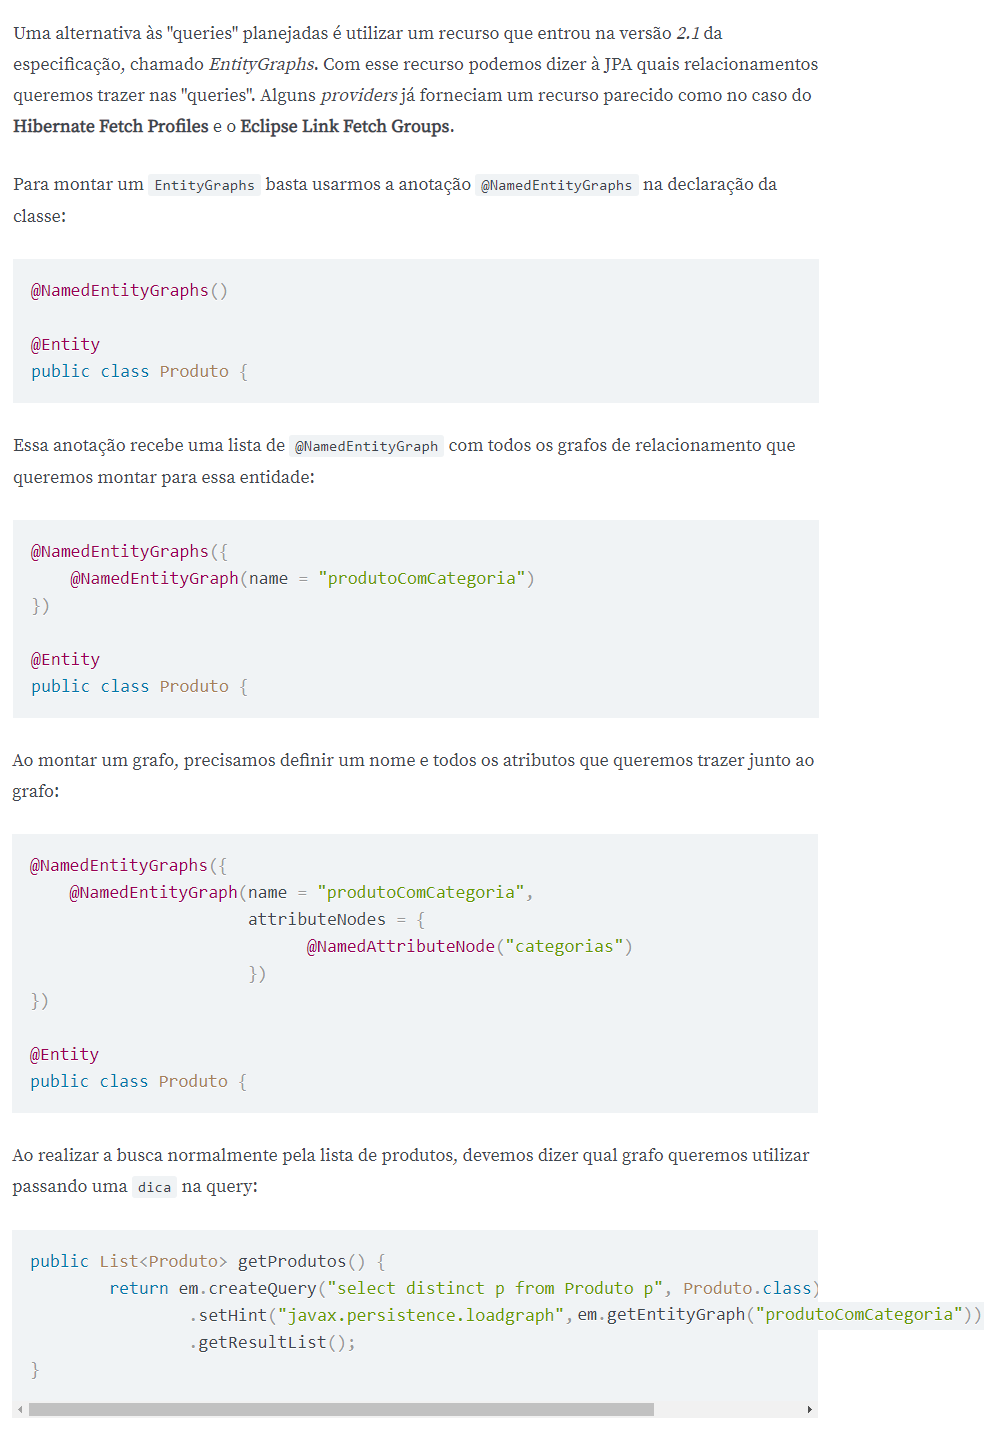 Uma alternativa às "queries" planejadas é utilizar um recurso que entrou na versão 2.1 da
especificação, chamado EntityGraphs. Com esse recurso podemos dizer à JPA quais relacionamentos
queremos trazer nas "queries". Alguns providers já forneciam um recurso parecido como no caso do
Hibernate Fetch Profiles e o Eclipse Link Fetch Groups.
Para montar um EntityGraphs basta usarmos a anotação @NamedEntityGraphs na declaração da
classe:
@NamedEntityGraphs()
@Entity
public class Produto {
Essa anotação recebe uma lista de @NamedEntityGraph com todos os grafos de relacionamento que
queremos montar para essa entidade:
@NamedEntityGraphs({
    @NamedEntityGraph(name = "produtoComCategoria")
})
@Entity
public class Produto {
Ao montar um grafo, precisamos definir um nome e todos os atributos que queremos trazer junto ao
grafo:
@NamedEntityGraphs({
    @NamedEntityGraph(name = "produtoComCategoria",
                      attributeNodes = {
                            @NamedAttributeNode("categorias")
                      })
})
@Entity
public class Produto {
Ao realizar a busca normalmente pela lista de produtos, devemos dizer qual grafo queremos utilizar
passando uma dica na query:
public List<Produto> getProdutos() {
        return em.createQuery("select distinct p from Produto p", Produto.class)
                .setHint("javax.persistence.loadgraph", em.getEntityGraph("produtoComCategoria"))
                .getResultList();
}